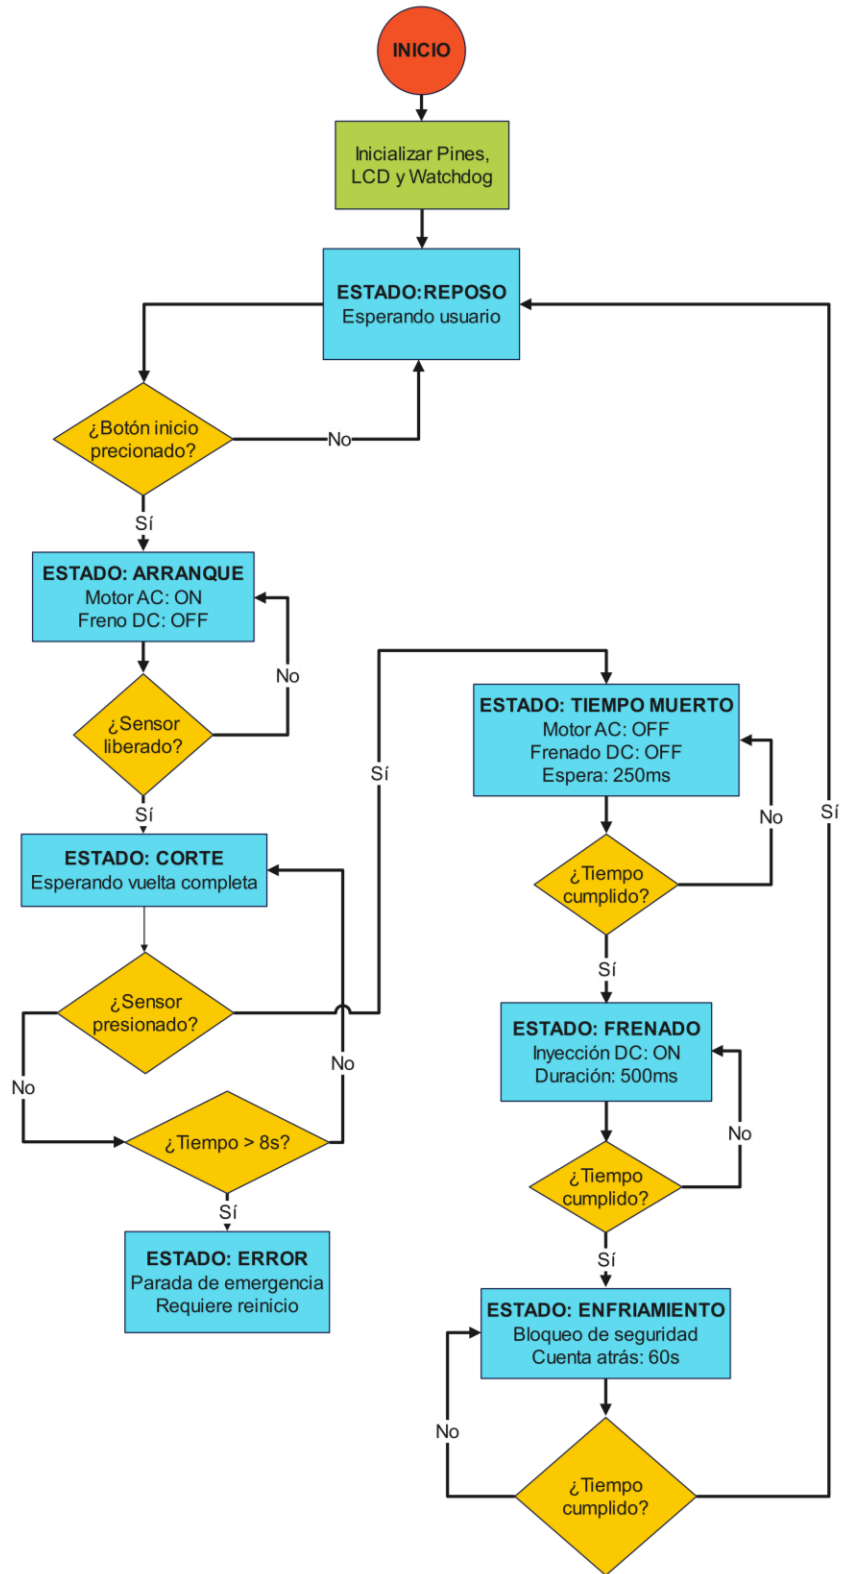 INICIO
Inicializar Pines,
LCD y Watchdog
ESTADO:REPOSO
Esperando usuario
¿Botón inicio
precionado?
No
Sí
ESTADO: ARRANQUE
Motor AC: ON
Freno DC: OFF
No
¿Sensor
liberado?
Sí
ESTADO: CORTE
Esperando vuelta completa
¿Sensor
presionado?
Sí
No
No
¿Tiempo > 8s?
Sí
ESTADO: ERROR
Parada de emergencia
Requiere reinicio
ESTADO: TIEMPO MUERTO
Motor AC: OFF
Frenado DC: OFF
Espera: 250ms
No
¿Tiempo
cumplido?
Sí
ESTADO: FRENADO
Inyección DC: ON
Duración: 500ms
No
¿Tiempo
cumplido?
Sí
ESTADO: ENFRIAMIENTO
Bloqueo de seguridad
Cuenta atrás: 60s
No
¿Tiempo
cumplido?
Sí